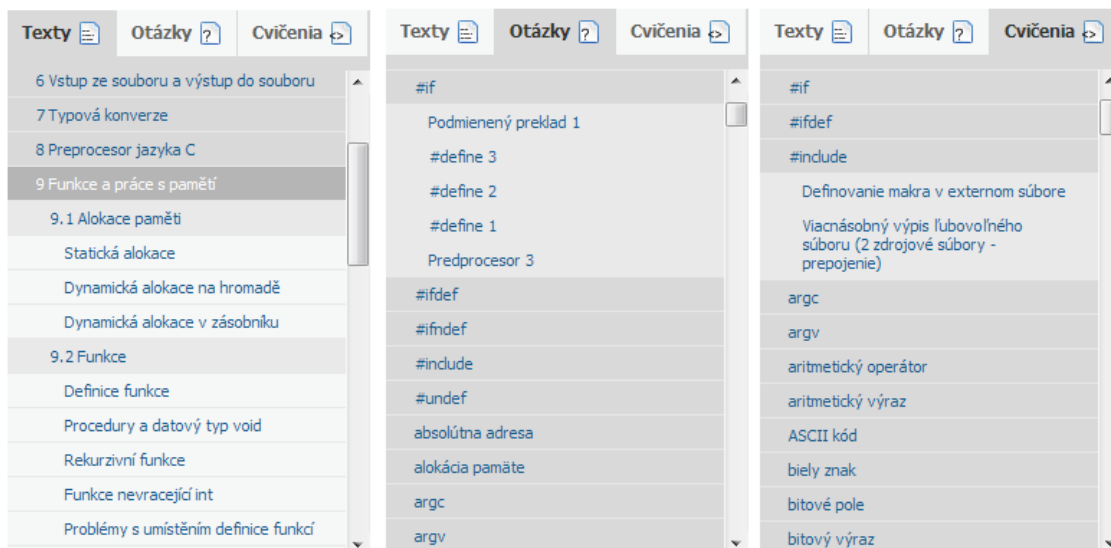 Texty
Otázky
Cvičenia
6 Vstup ze souboru a výstup do souboru
7 Typová konverze
8 Preprocesor jazyka C
9 Funkce a práce s pamětí
9.1 Alokace paměti
Statická alokace
Dynamická alokace na hromadě
Dynamická alokace v zásobníku
9.2 Funkce
Definice funkce
Procedury a datový typ void
Rekurzivní funkce
Funkce nevracející int
Problémy s umístěním definice funkcí
Texty
Otázky
Cvičenia
#if
Podmienený preklad 1
#define 3
#define 2
#define 1
Predprocesor 3
#ifdef
#ifndef
#include
#undef
absolútna adresa
alokácia pamäte
argc
argv
Texty
Otázky
Cvičenia
#if
#ifdef
#include
Definovanie makra v externom súbore
Viacnásobný výpis ľubovoľného
súboru (2 zdrojové súbory -
prepojenie)
argc
argv
aritmetický operátor
aritmetický výraz
ASCII kód
biely znak
bitové pole
bitový výraz